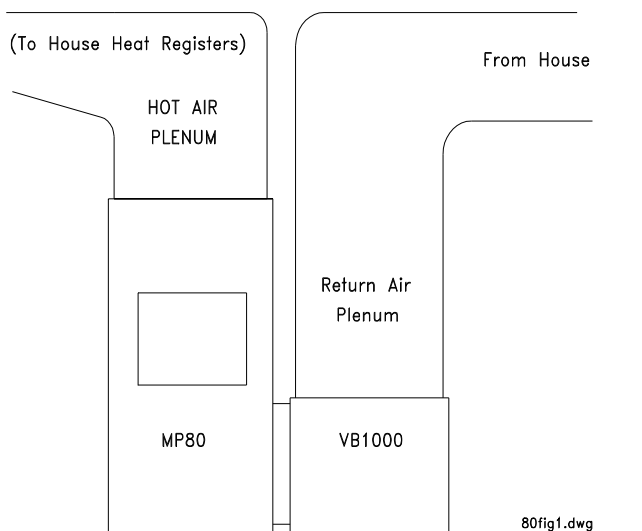 (To House Heat Registers)
From House
HOT AIR
PLENUM
Return Air
Plenum
MP80
VB1000
80fig1.dwg